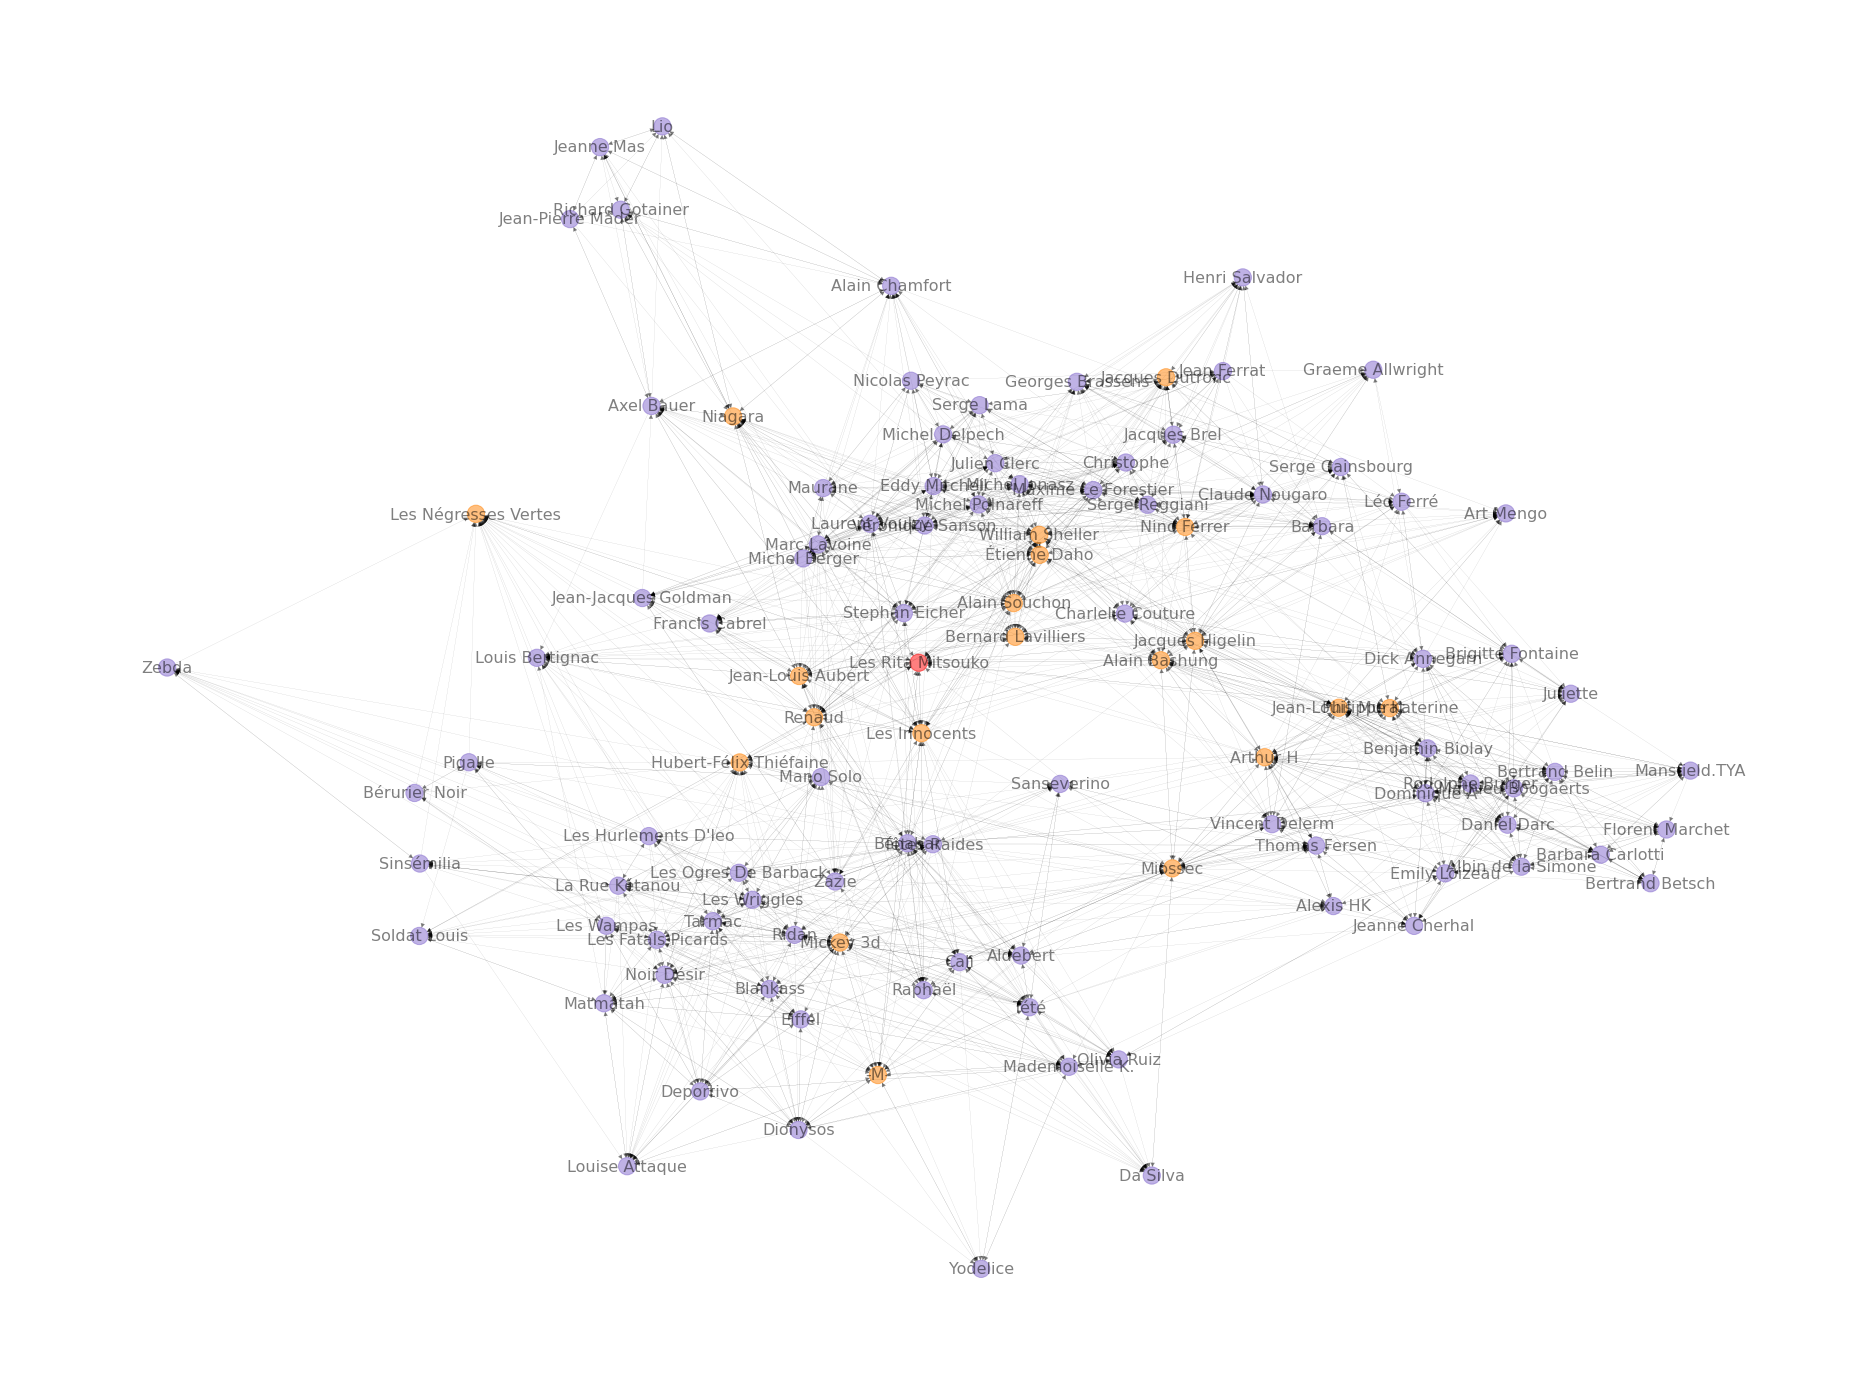 Lio
Jeanne Mas
Richard Gotainer
Jean-Pierre Mader
Alain Chamfort
Henri Salvador
Nicolas Peyrac
Georges Brassens
Jacques Dutronc
Jean Ferrat
Graeme Allwright
Axel Bauer
Niagara
Serge Lama
Michel Delpech
Jacques Brel
Julien Clerc
Christophe
Serge Gainsbourg
Maurane
Eddy Mitchell
Michel Jonasz
Maxime Le Forestier
Claude Nougaro
Léo Ferré
Michel Polnareff
Serge Reggiani
Art Mengo
Les Négresses Vertes
Laurent Voulzy
Véronique Sanson
Nino Ferrer
Barbara
William Sheller
Marc Lavoine
Michel Berger
Étienne Daho
Jean-Jacques Goldman
Alain Souchon
Stephan Eicher
Charlelie Couture
Francis Cabrel
Bernard Lavilliers
Jacques Higelin
Louis Bertignac
Les Rita Mitsouko
Alain Bashung
Dick Annegarn
Brigitte Fontaine
Zebda
Jean-Louis Aubert
Juliette
Renaud
Jean-Louis Murat
Philippe Katerine
Les Innocents
Benjamin Biolay
Arthur H
Pigalle
Hubert-Félix Thiéfaine
Mano Solo
Sanseverino
Bertrand Belin
Mansfield.TYA
Bérurier Noir
Rodolphe Burger
Mathieu Boogaerts
Dominique A
Vincent Delerm
Daniel Darc
Florent Marchet
Les Hurlements D'leo
Bénabar
Têtes Raides
Thomas Fersen
Barbara Carlotti
Sinsémilia
Les Ogres De Barback
Zazie
Miossec
Emily Loizeau
Albin de la Simone
Bertrand Betsch
La Rue Kétanou
Les Wriggles
Alexis HK
Les Wampas
Tarmac
Jeanne Cherhal
Soldat Louis
Les Fatals Picards
Ridan
Mickey 3d
Cali
Aldebert
Noir Désir
Blankass
Raphaël
Matmatah
Eiffel
Tété
Olivia Ruiz
Mademoiselle K.
M
Deportivo
Dionysos
Louise Attaque
Da Silva
Yodelice